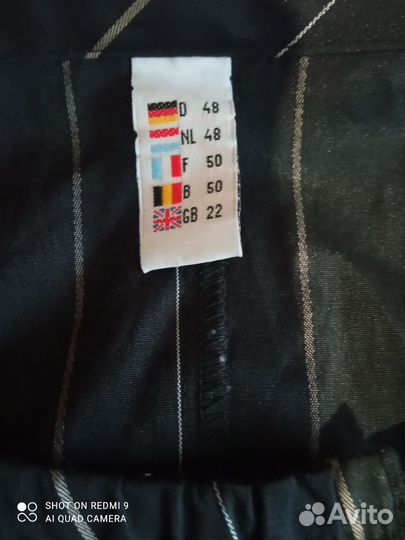 D 48
NL 48
F 50
B 50
GB 22
SHOT ON REDMI 9
AI QUAD CAMERA
Avito